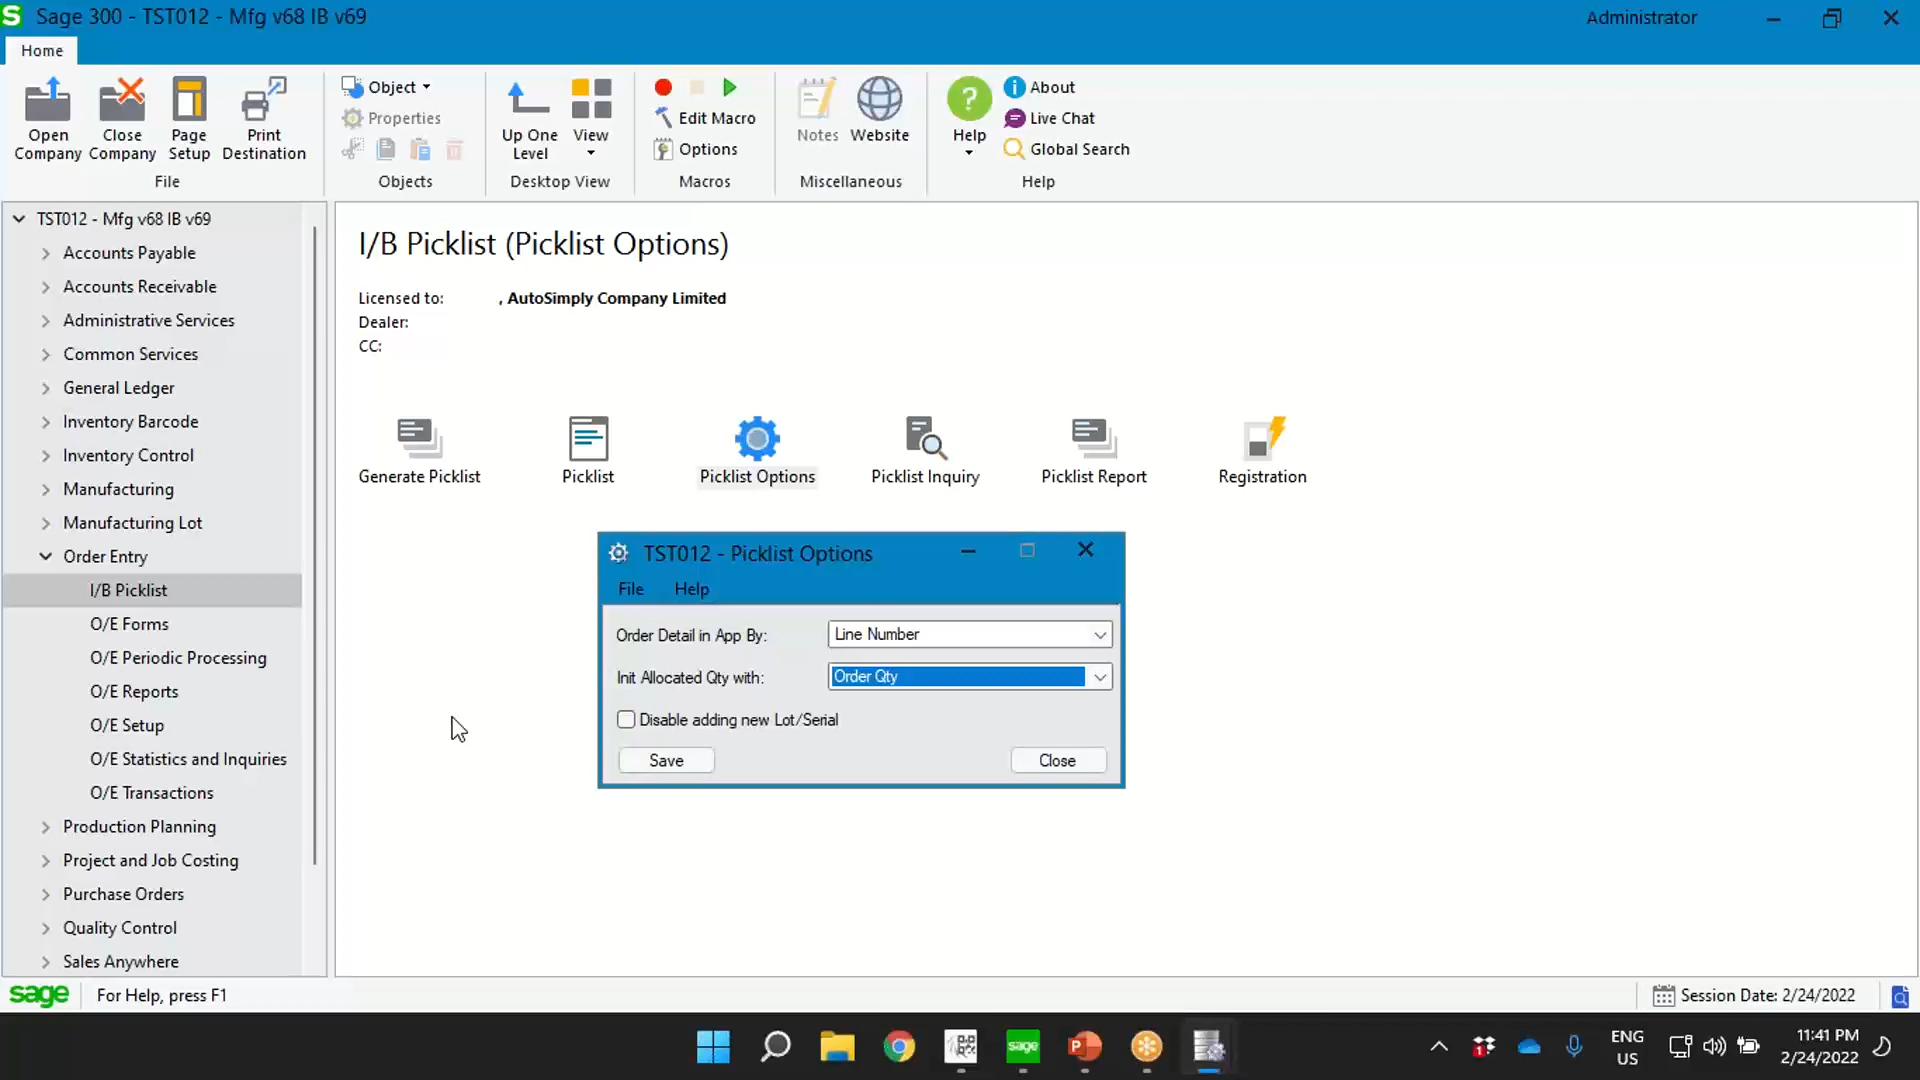 Sage 300 - TST012 - Mfg v68 IB v69
Administrator
Home
Open Company
Close Company
Page Setup
Print Destination
File
Object
Properties
Objects
Up One Level
View
Desktop View
Edit Macro
Options
Macros
Notes
Website
Miscellaneous
Help
About
Live Chat
Global Search
Help
TST012 - Mfg v68 IB v69
Accounts Payable
Accounts Receivable
Administrative Services
Common Services
General Ledger
Inventory Barcode
Inventory Control
Manufacturing
Manufacturing Lot
Order Entry
I/B Picklist
O/E Forms
O/E Periodic Processing
O/E Reports
O/E Setup
O/E Statistics and Inquiries
O/E Transactions
Production Planning
Project and Job Costing
Purchase Orders
Quality Control
Sales Anywhere
I/B Picklist (Picklist Options)
Licensed to: , AutoSimply Company Limited
Dealer:
CC:
Generate Picklist
Picklist
Picklist Options
Picklist Inquiry
Picklist Report
Registration
TST012 - Picklist Options
File Help
Order Detail in App By: Line Number
Init Allocated Qty with: Order Qty
Disable adding new Lot/Serial
Save Close
sage For Help, press F1
Session Date: 2/24/2022
sage
ENG
US
11:41 PM
2/24/2022